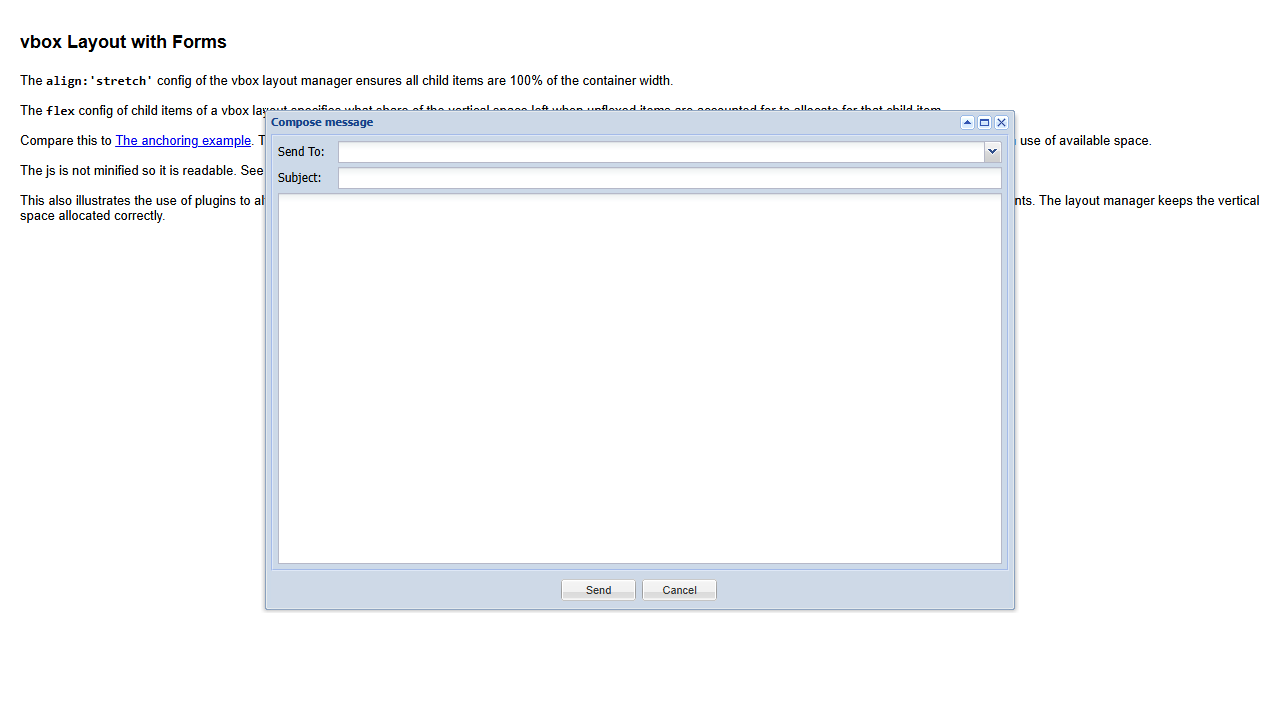 vbox Layout with Forms
The align:'stretch' config of the vbox layout manager ensures all child items are 100% of the container width.
The flex config of child items of a vbox layout specifies what share of the vertical space left when unflexed items are accounted for to allocate for that child item.
Compose message
Compare this to The anchoring example. T
use of available space.
Send To:
The js is not minified so it is readable. See
Subject:
This also illustrates the use of plugins to al
nts. The layout manager keeps the vertical
space allocated correctly.
Send Cancel